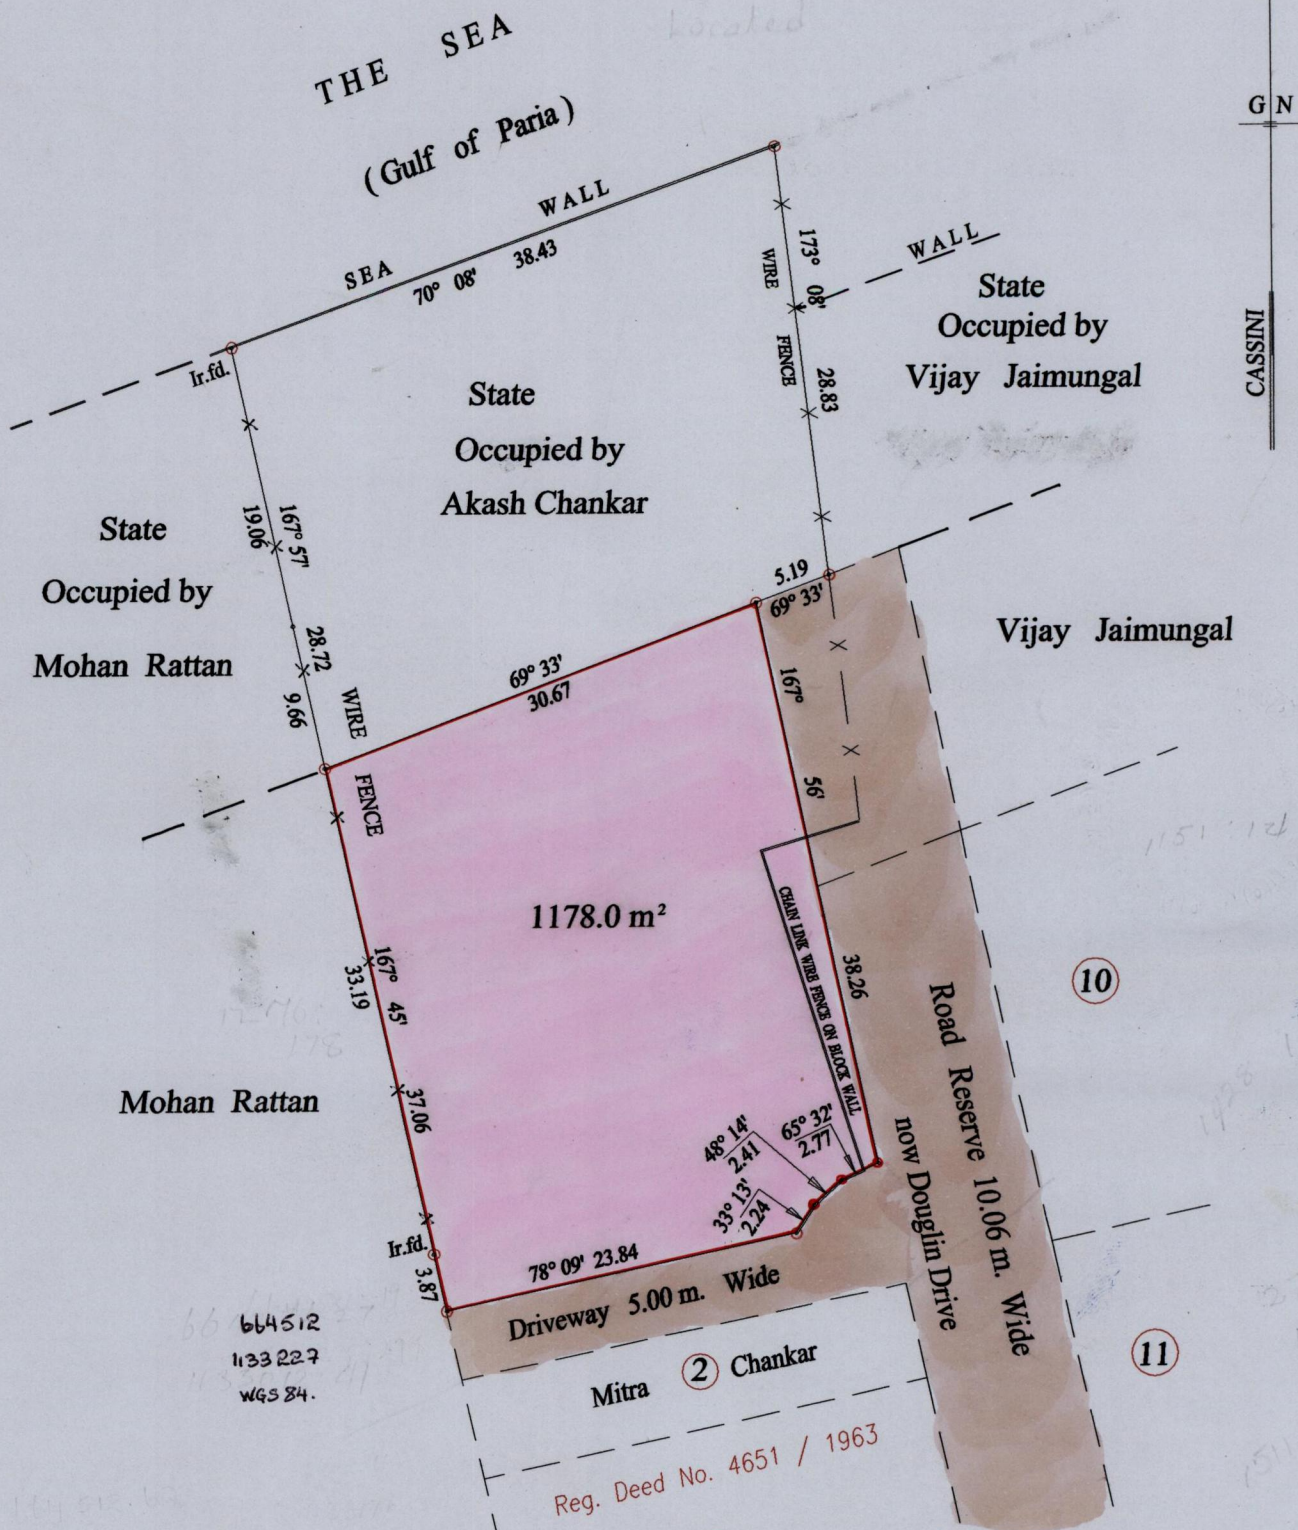 Located
THE SEA
(Gulf of Paria)
G N
CASSINI
SEA WALL
70° 08' 38.43
WIRE FENCE
173° 08'
28.83
WALL
State
Occupied by
Vijay Jaimungal
Ir.fd.
State
Occupied by
Akash Chankar
State
Occupied by
Mohan Rattan
19.06
167° 57'
28.72
9.66
5.19
69° 33'
Vijay Jaimungal
69° 33'
30.67
WIRE FENCE
167° 56'
38.26
1178.0 m²
CHAIN LINK WIRE FENCE ON BLOCK WALL
167° 45'
33.19
37.06
10
Road Reserve 10.06 m. Wide
now Douglin Drive
Mohan Rattan
65° 32'
2.77
48° 14'
2.41
33° 13'
2.24
Ir.fd.
3.87
78° 09' 23.84
Driveway 5.00 m. Wide
664512
1133227
WGS 84.
Mitra 2 Chankar
11
Reg. Deed No. 4651 / 1963